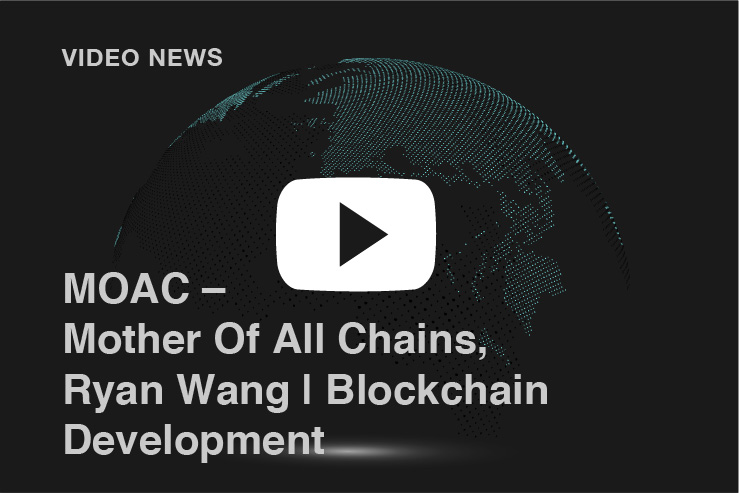 VIDEO NEWS
MOAC –
Mother Of All Chains,
Ryan Wang | Blockchain
Development